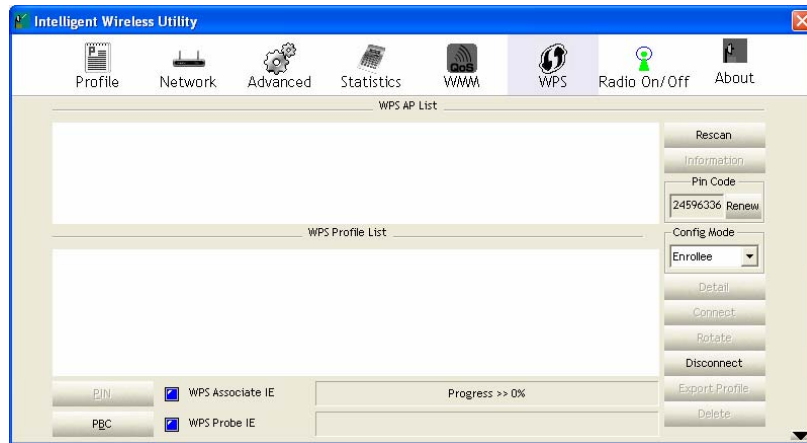 Intelligent Wireless Utility
Profile Network Advanced Statistics QoS WMM WPS Radio On/Off About
WPS AP List
Rescan
Information
Pin Code
24596336 Renew
WPS Profile List
Config Mode
Enrollee
Detail
Connect
Rotate
Disconnect
Export Profile
Delete
PIN WPS Associate IE Progress >> 0%
PBC WPS Probe IE